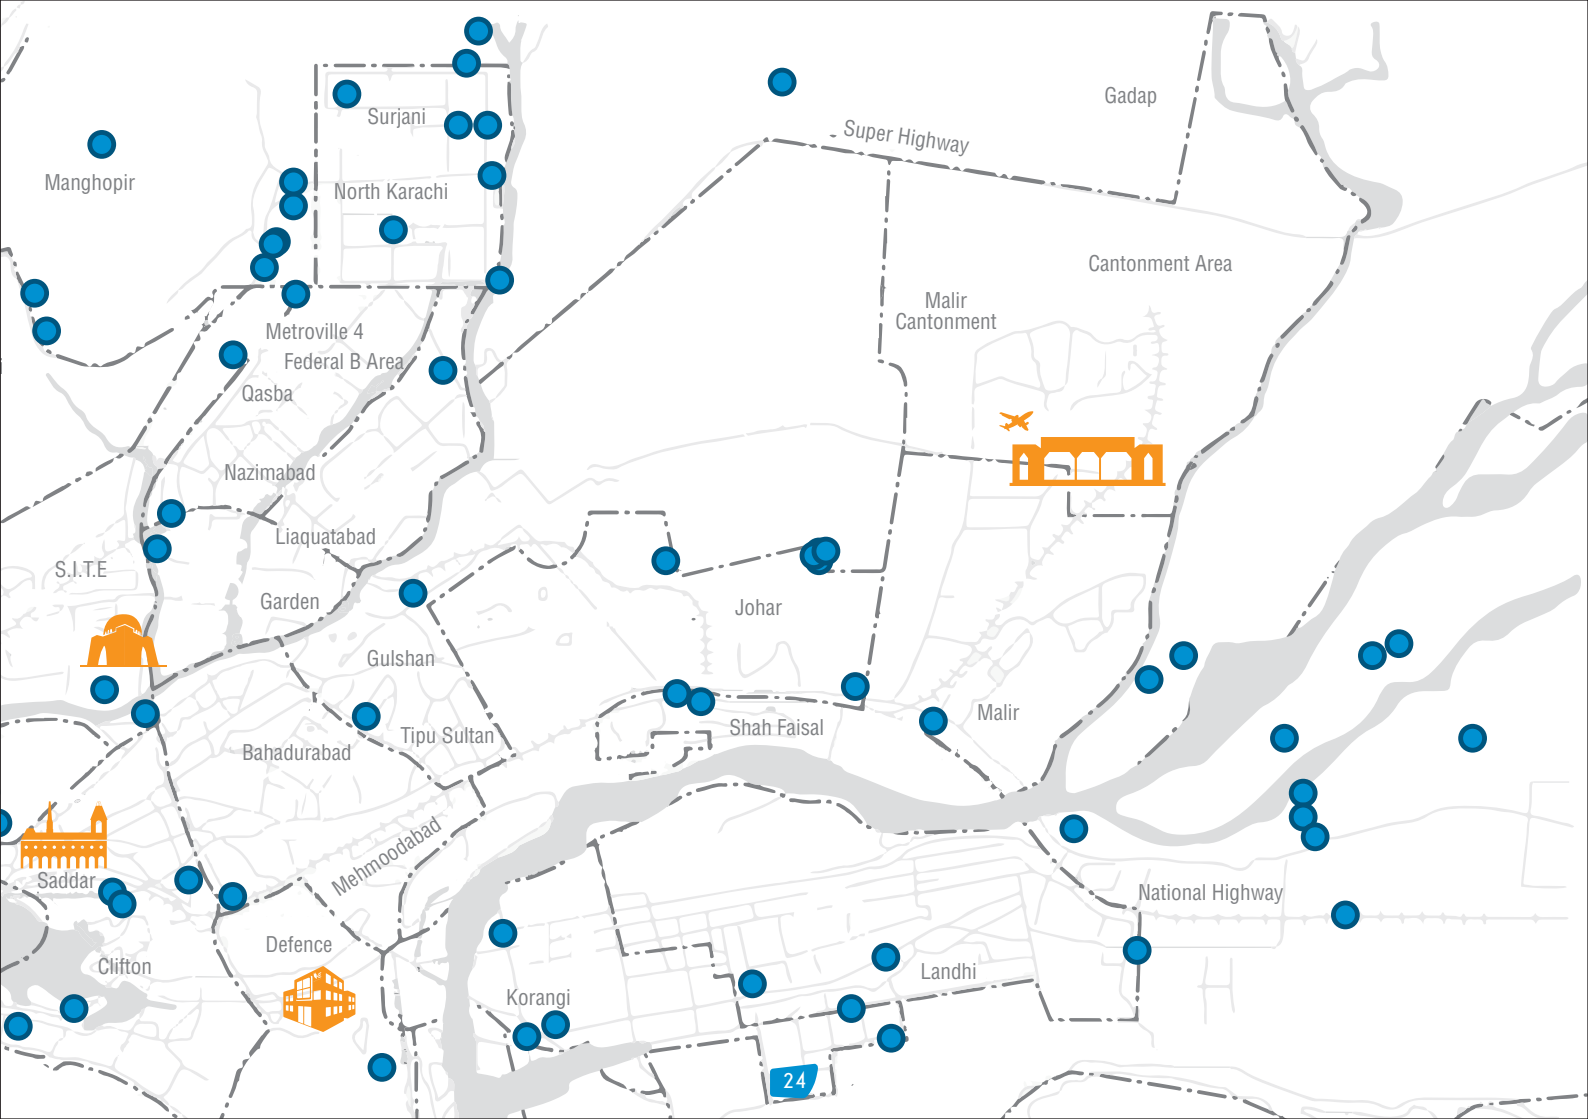 Gadap
Surjani
Super Highway
Manghopir
North Karachi
Cantonment Area
Malir
Cantonment
Metroville 4
Federal B Area
Qasba
Nazimabad
Liaquatabad
S.I.T.E
Garden
Johar
Gulshan
Malir
Shah Faisal
Tipu Sultan
Bahadurabad
Mehmoodabad
Saddar
National Highway
Defence
Clifton
Landhi
Korangi
24